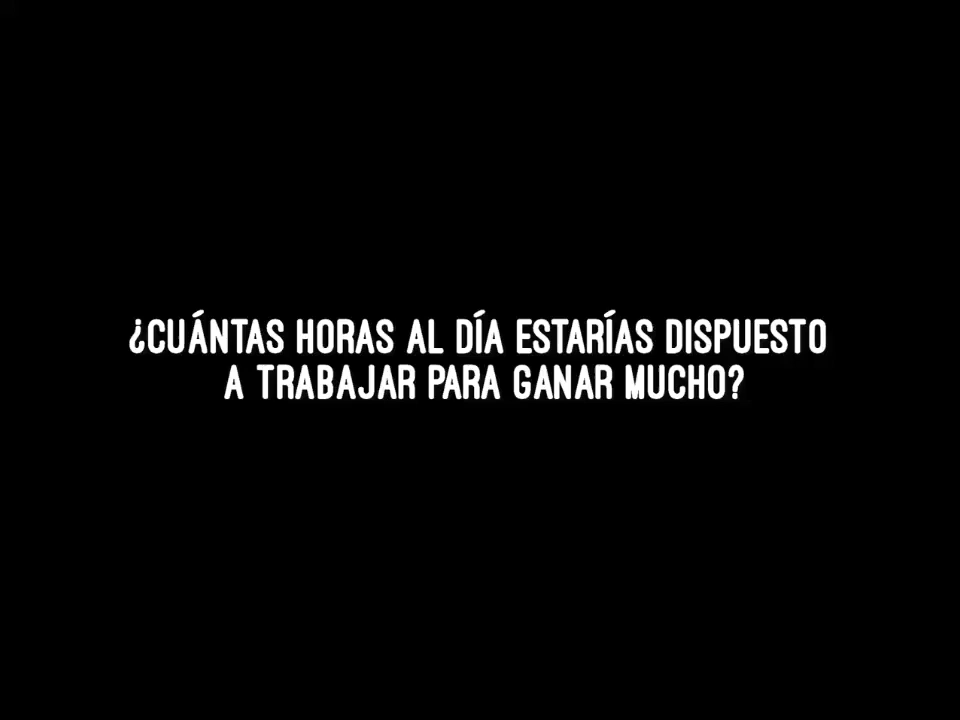 ¿CUÁNTAS HORAS AL DÍA ESTARÍAS DISPUESTO
A TRABAJAR PARA GANAR MUCHO?